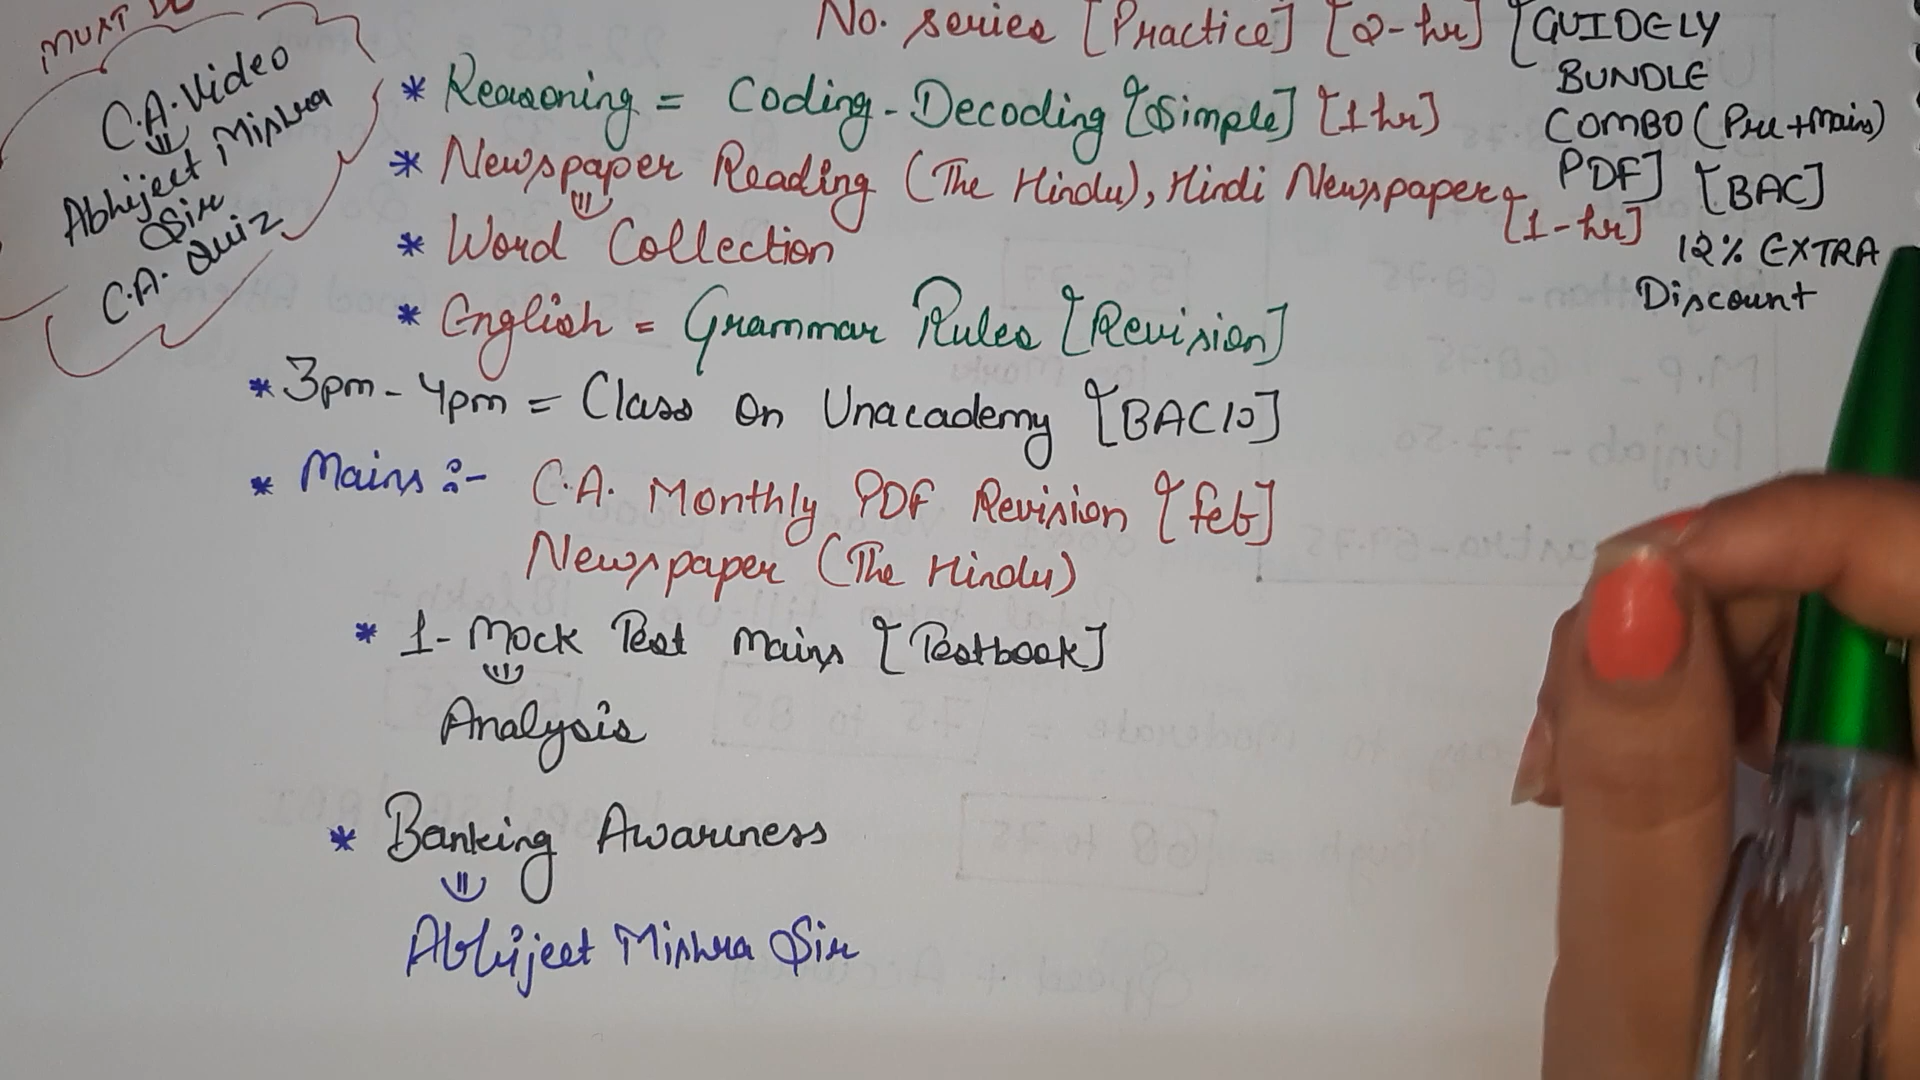 MUST DO
C.A. Video
Abhijeet Mishra
Sir
C.A. Quiz
No. series [Practice] [2-hr] [GUIDELY
BUNDLE
COMBO (Pre+Mains)
PDF] [BAC]
12% EXTRA
Discount
* Reasoning = Coding-Decoding [Simple] [1 hr]
* Newspaper Reading (The Hindu), Hindi Newspaper
[1-hr]
* Word Collection
* English = Grammar Rules [Revision]
* 3pm - 4pm = Class on Unacademy [BAC10]
* Mains :- C.A. Monthly PDF Revision [feb]
Newspaper (The Hindu)
* 1- Mock Test Mains [Testbook]
Analysis
* Banking Awareness
Abhijeet Mishra Sir